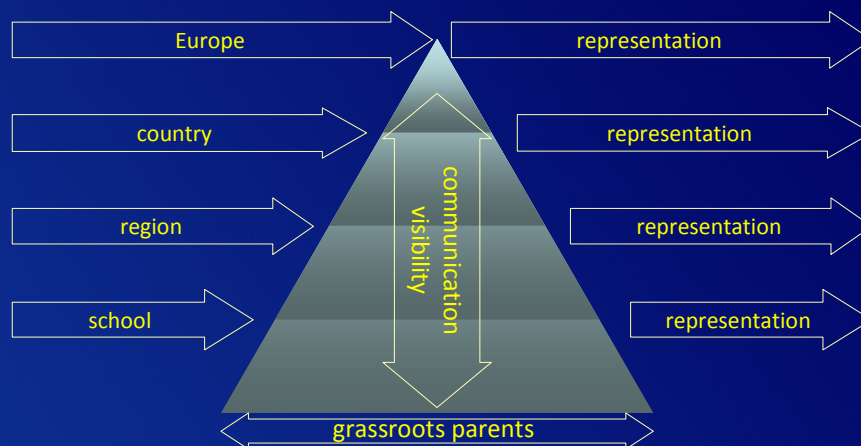 Europe
representation
country
representation
communication
visibility
region
representation
school
representation
grassroots parents